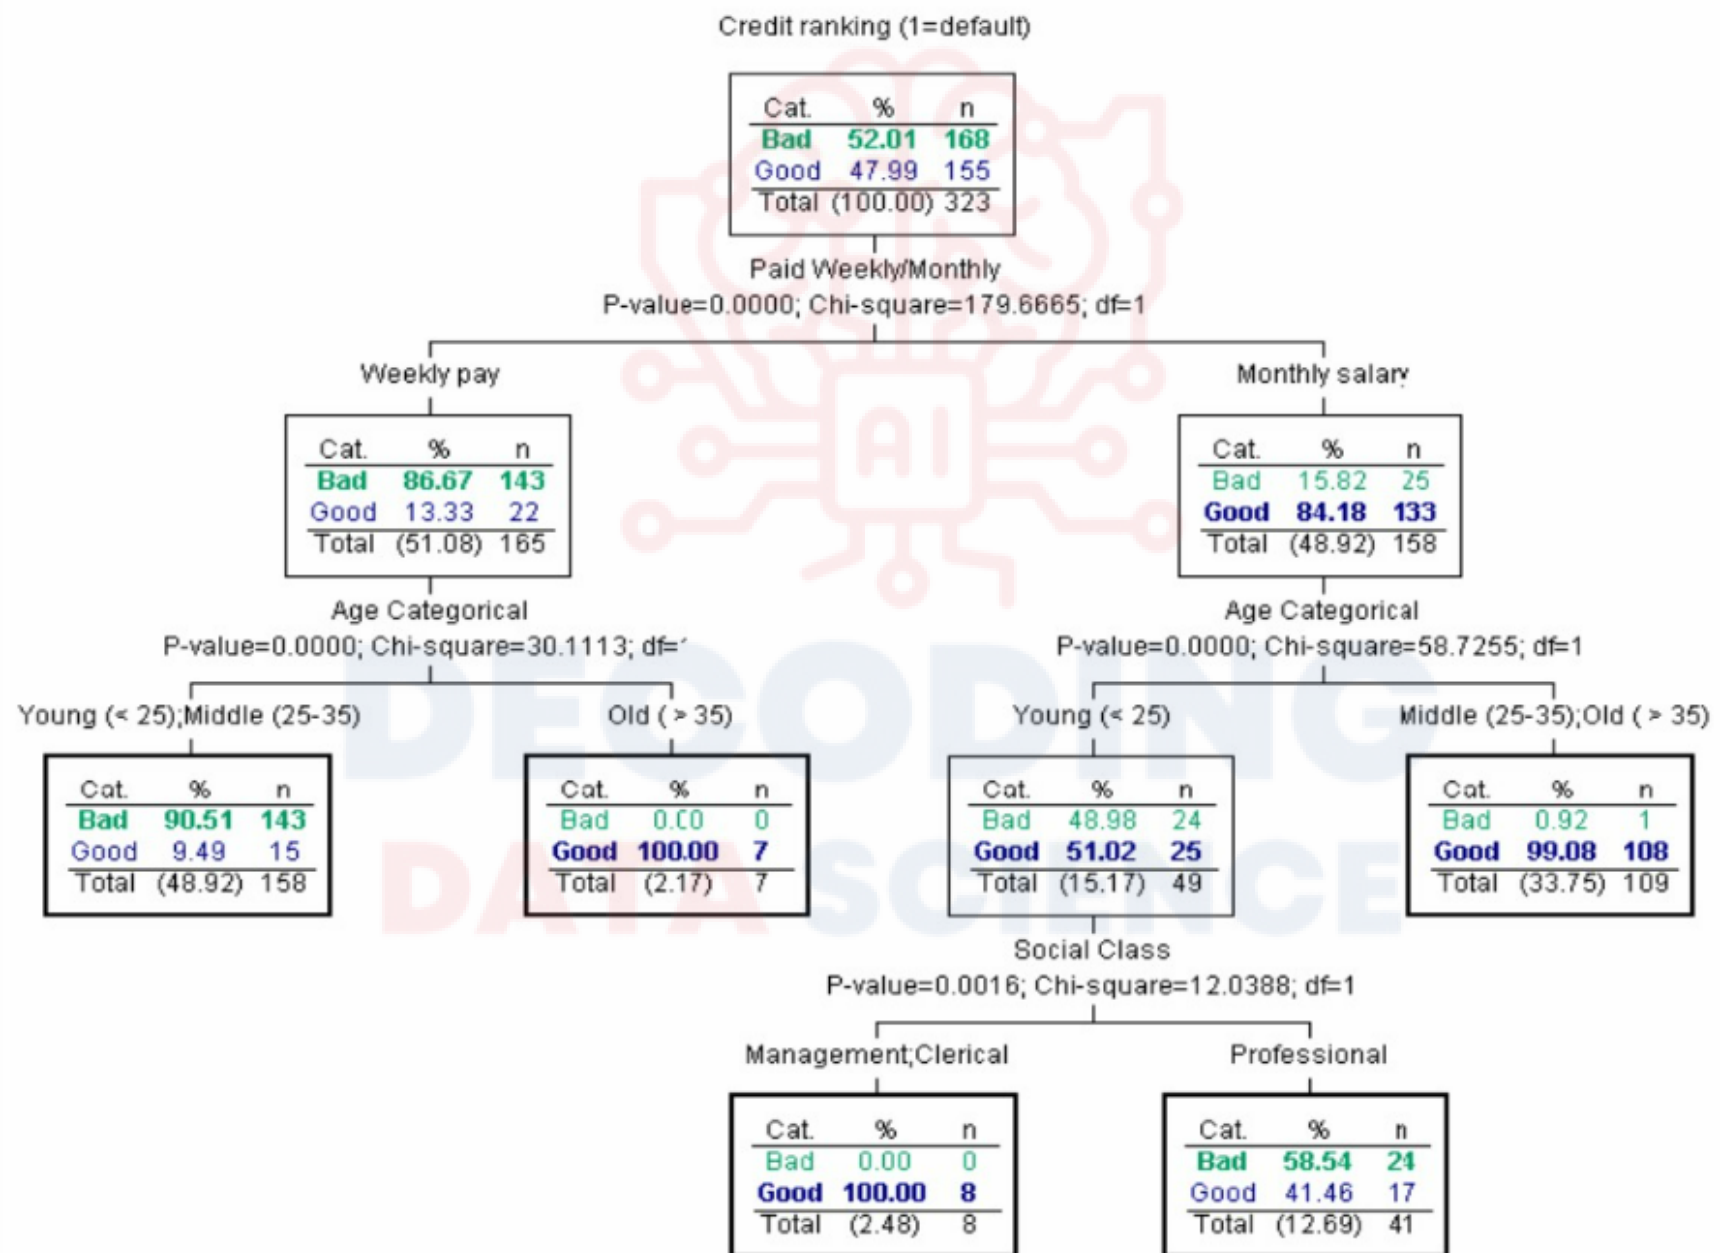 Credit ranking (1=default)
Cat. % n
Bad 52.01 168
Good 47.99 155
Total (100.00) 323
Paid Weekly/Monthly
P-value=0.0000; Chi-square=179.6665; df=1
Weekly pay
Monthly salary
Cat. % n
Bad 86.67 143
Good 13.33 22
Total (51.08) 165
Cat. % n
Bad 15.82 25
Good 84.18 133
Total (48.92) 158
Age Categorical
P-value=0.0000; Chi-square=30.1113; df=
Age Categorical
P-value=0.0000; Chi-square=58.7255; df=1
Young (< 25);Middle (25-35)
Old ( > 35)
Young (< 25)
Middle (25-35);Old ( > 35)
Cat. % n
Bad 90.51 143
Good 9.49 15
Total (48.92) 158
Cat. % n
Bad 0.00 0
Good 100.00 7
Total (2.17) 7
Cat. % n
Bad 48.98 24
Good 51.02 25
Total (15.17) 49
Cat. % n
Bad 0.92 1
Good 99.08 108
Total (33.75) 109
Social Class
P-value=0.0016; Chi-square=12.0388; df=1
Management;Clerical
Professional
Cat. % n
Bad 0.00 0
Good 100.00 8
Total (2.48) 8
Cat. % n
Bad 58.54 24
Good 41.46 17
Total (12.69) 41
AI
DECODING
DATA SCIENCE